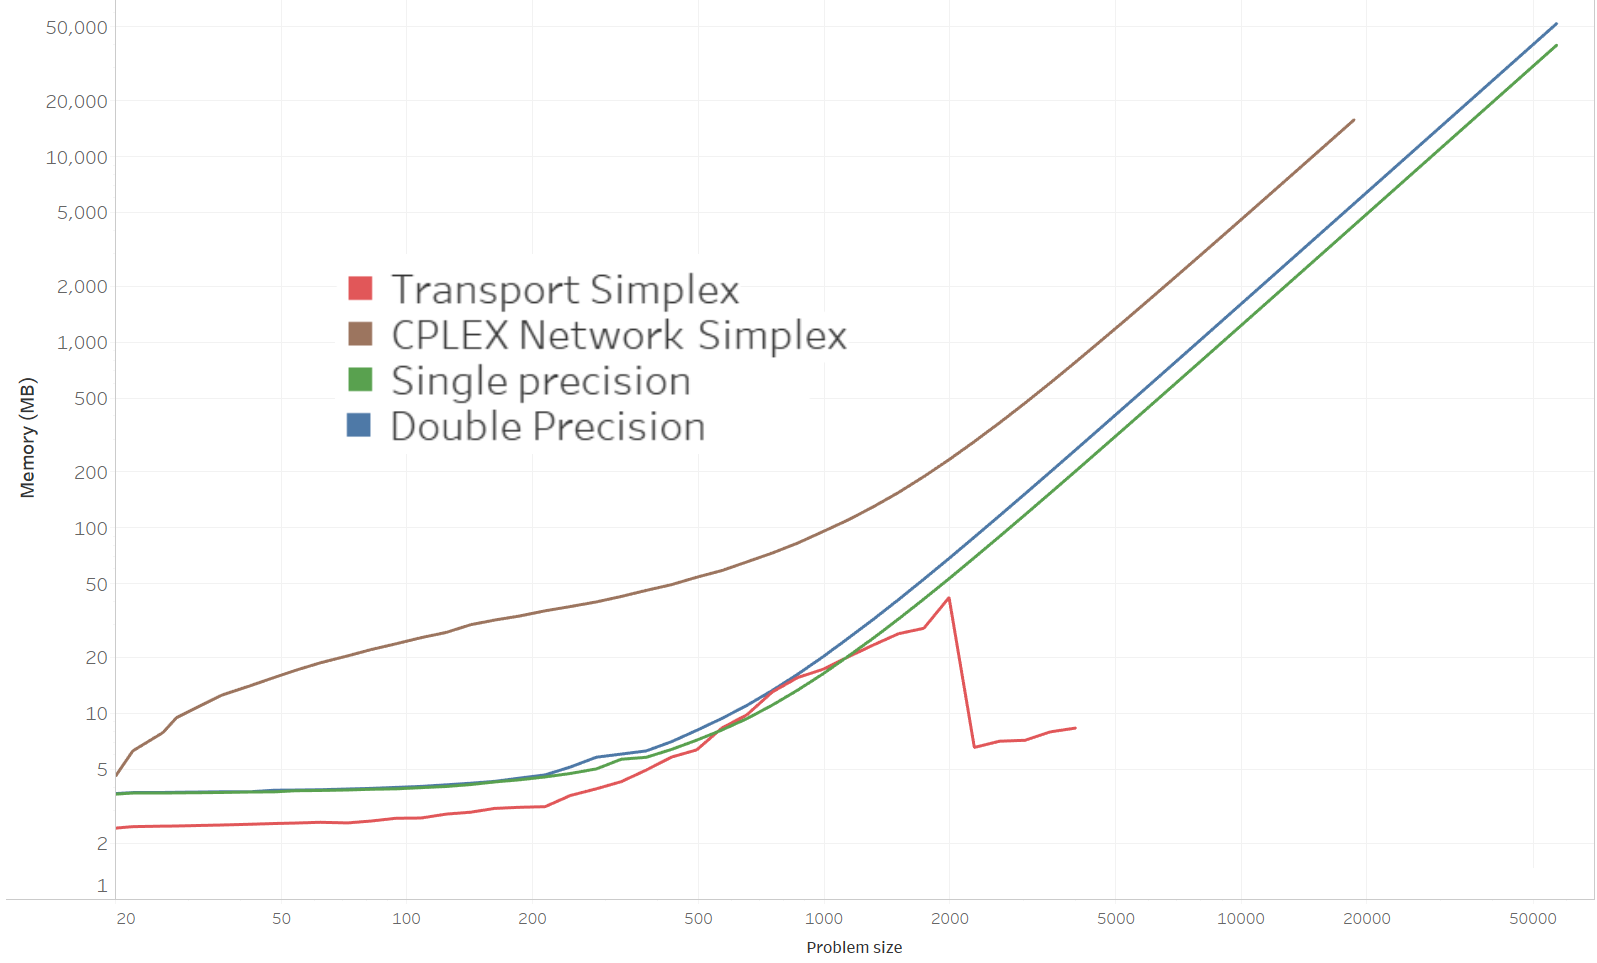 50,000
20,000
10,000
5,000
2,000
1,000
500
200
100
50
20
10
5
2
1
Memory (MB)
Transport Simplex
CPLEX Network Simplex
Single precision
Double Precision
20 50 100 200 500 1000 2000 5000 10000 20000 50000
Problem size